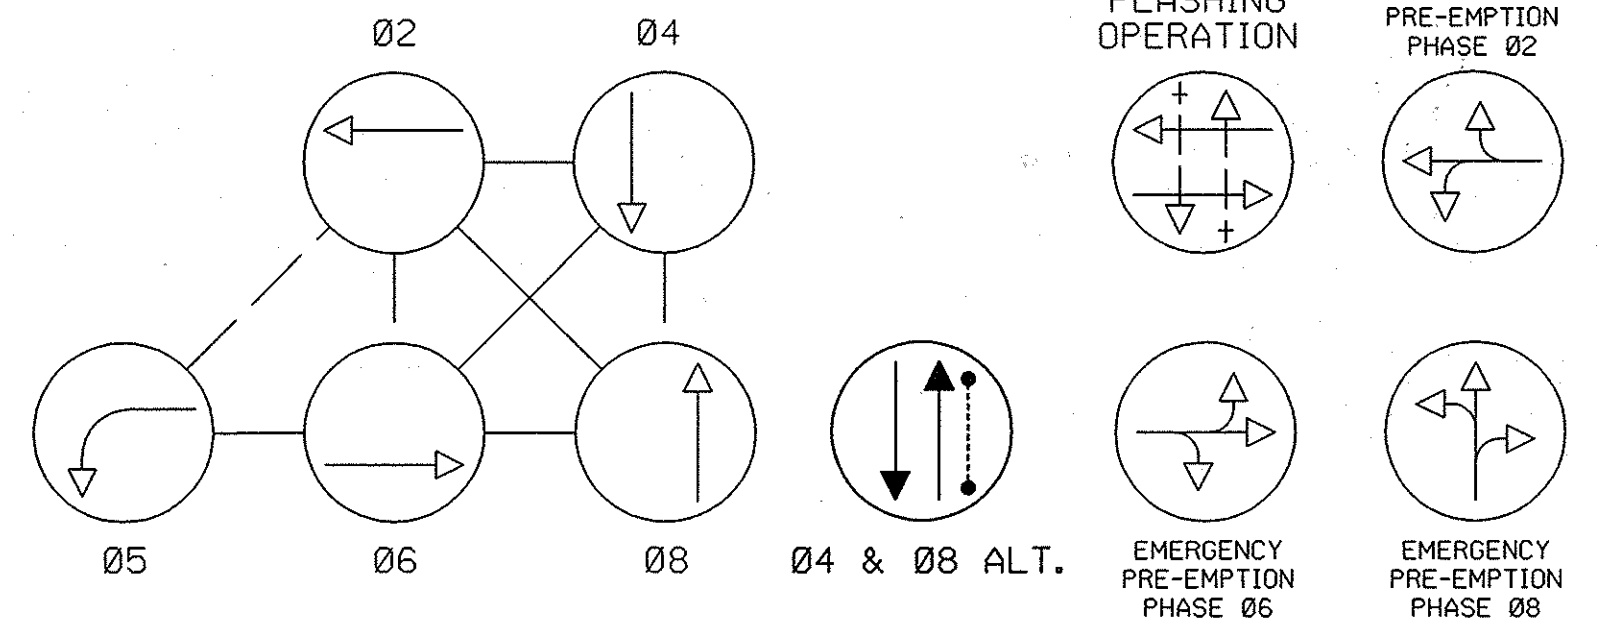 Ø2
Ø4
FLASHING
OPERATION
PRE-EMPTION
PHASE Ø2
Ø5
Ø6
Ø8
Ø4 & Ø8 ALT.
EMERGENCY
PRE-EMPTION
PHASE Ø6
EMERGENCY
PRE-EMPTION
PHASE Ø8